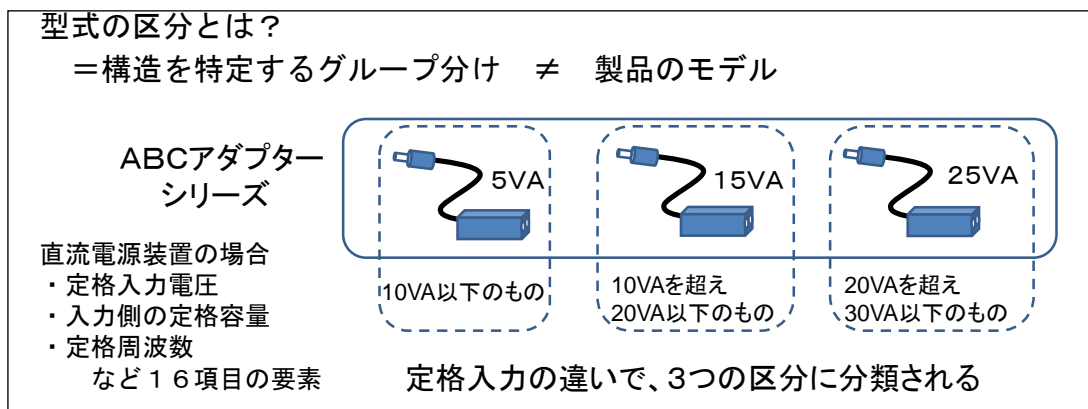 型式の区分とは？
＝構造を特定するグループ分け　≠　製品のモデル
ＡＢＣアダプター
シリーズ
５VA
１５VA
２５VA
直流電源装置の場合
・定格入力電圧
・入力側の定格容量
・定格周波数
など１６項目の要素
10VA以下のもの
10VAを超え
20VA以下のもの
20VAを超え
30VA以下のもの
定格入力の違いで、３つの区分に分類される